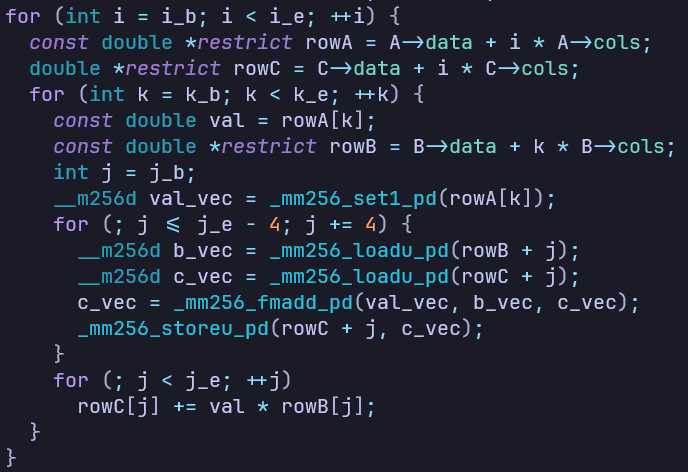 for (int i = i_b; i < i_e; ++i) {
  const double *restrict rowA = A->data + i * A->cols;
  double *restrict rowC = C->data + i * C->cols;
  for (int k = k_b; k < k_e; ++k) {
    const double val = rowA[k];
    const double *restrict rowB = B->data + k * B->cols;
    int j = j_b;
    __m256d val_vec = _mm256_set1_pd(rowA[k]);
    for (; j <= j_e - 4; j += 4) {
      __m256d b_vec = _mm256_loadu_pd(rowB + j);
      __m256d c_vec = _mm256_loadu_pd(rowC + j);
      c_vec = _mm256_fmadd_pd(val_vec, b_vec, c_vec);
      _mm256_storeu_pd(rowC + j, c_vec);
    }
    for (; j < j_e; ++j)
      rowC[j] += val * rowB[j];
  }
}